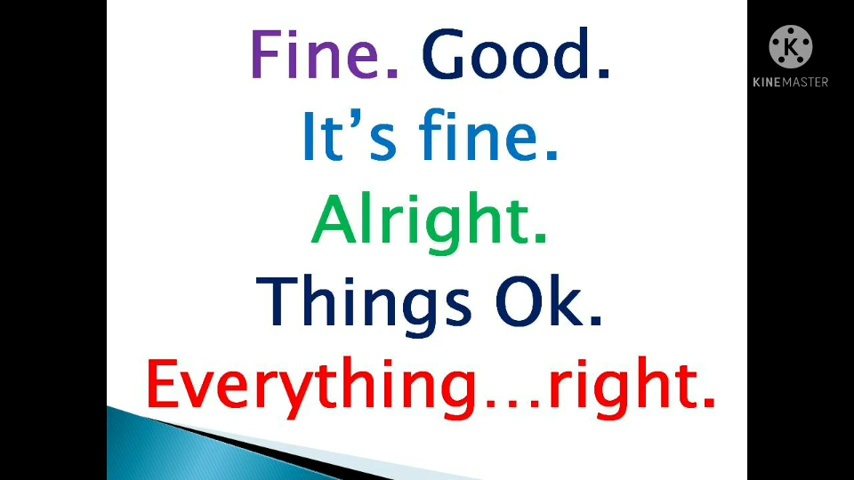 Fine. Good.
It’s fine.
Alright.
Things Ok.
Everything...right.
K
KINEMASTER